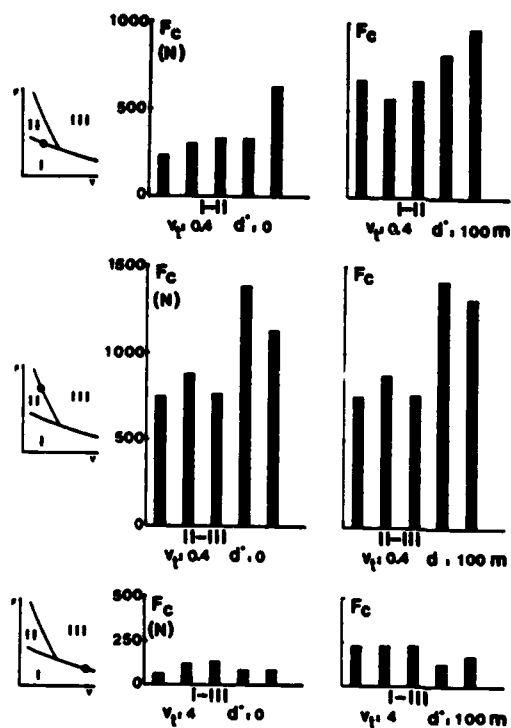 1000 Fc Fc
(N)
500
0
P III
II
I
V
I-II I-II
Vt: 0.4 d°: 0 Vt: 0.4 d°: 100 m
1500 Fc Fc
(N)
1000
500
0
III
II
I
V
II-III II-III
Vt: 0.4 d°: 0 Vt: 0.4 d : 100 m
500 Fc Fc
(N)
250
0
P III
II
I
V
I-III I-III
Vt: 4 d°: 0 Vt: 4 d°: 100 m